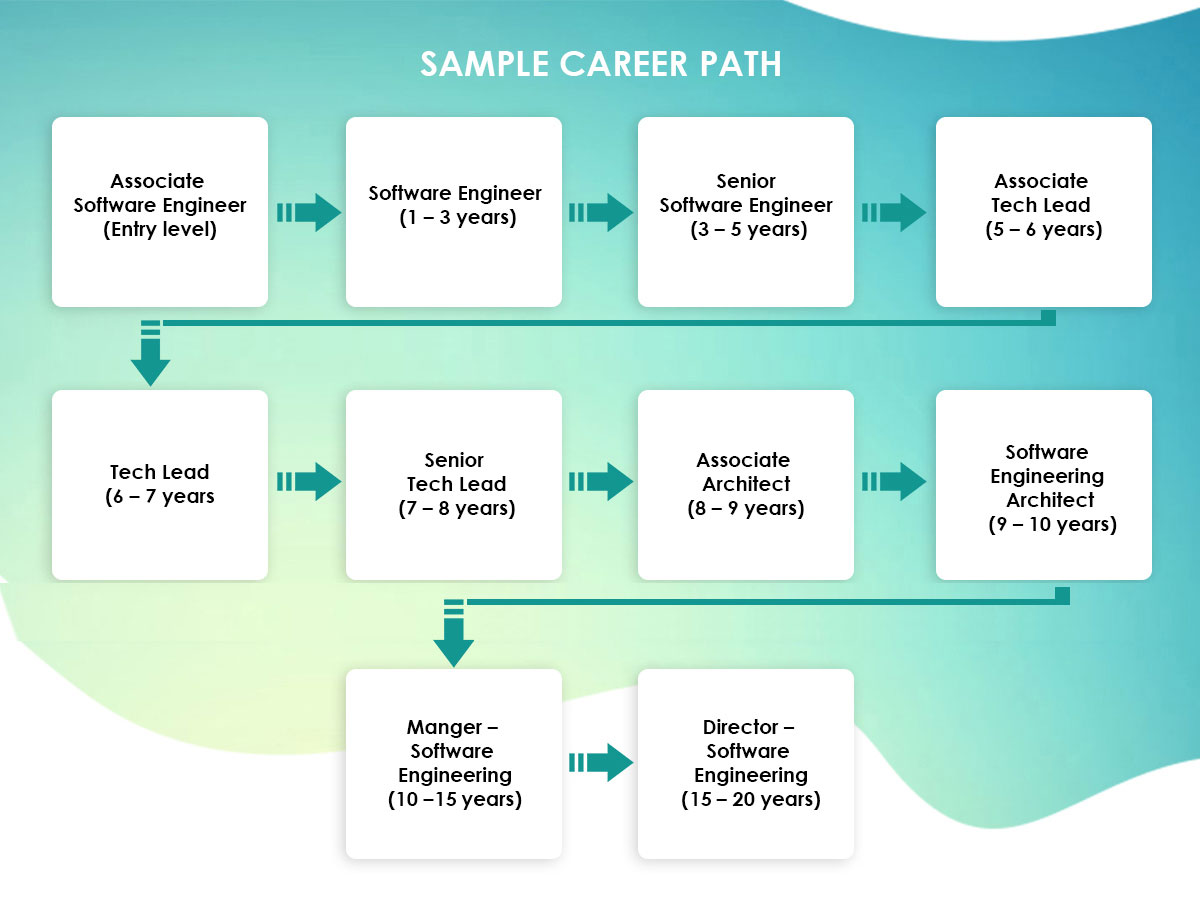 SAMPLE CAREER PATH
Associate
Software Engineer
(Entry level)
Software Engineer
(1 – 3 years)
Senior
Software Engineer
(3 – 5 years)
Associate
Tech Lead
(5 – 6 years)
Tech Lead
(6 – 7 years
Senior
Tech Lead
(7 – 8 years)
Associate
Architect
(8 – 9 years)
Software
Engineering
Architect
(9 – 10 years)
Manger –
Software
Engineering
(10 –15 years)
Director –
Software
Engineering
(15 – 20 years)